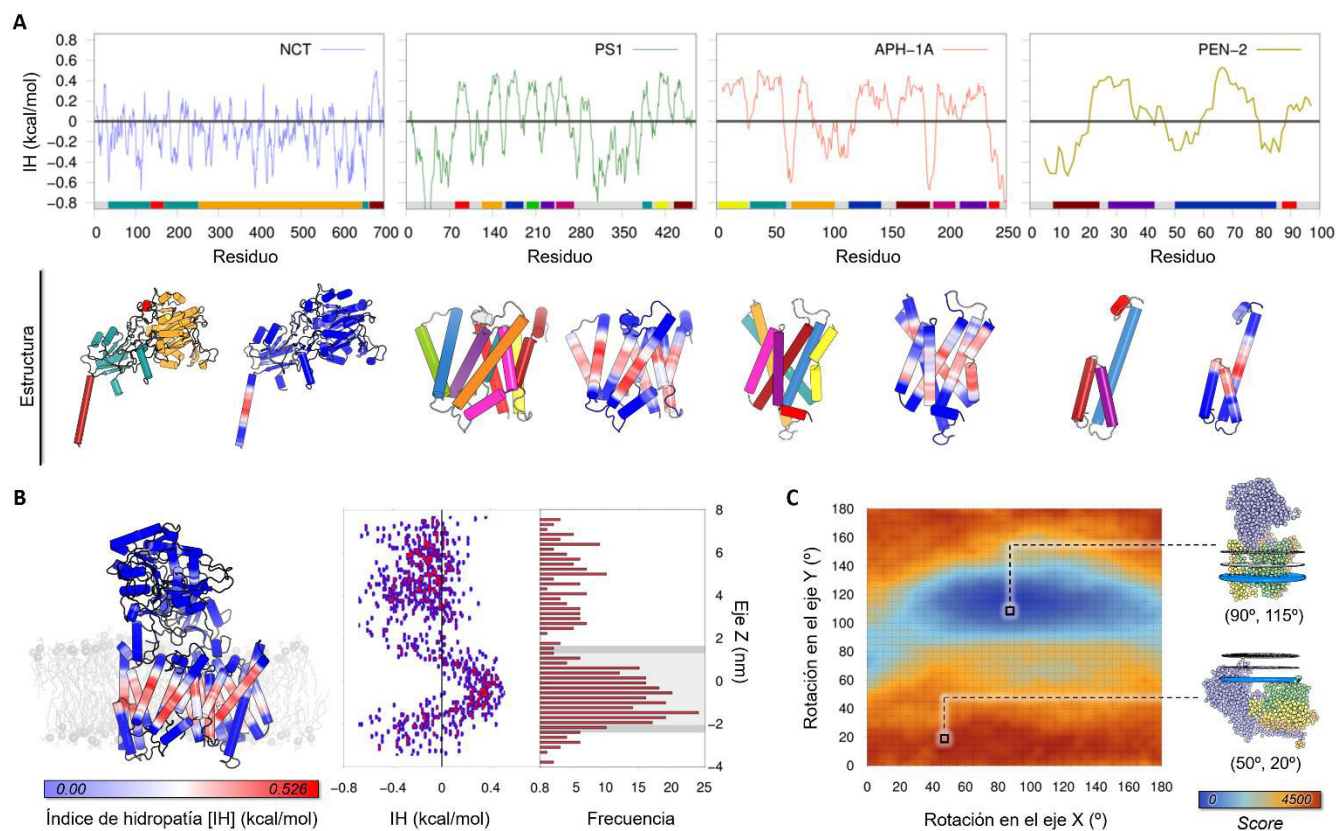 A
NCT
PS1
APH-1A
PEN-2
IH (kcal/mol)
0.8
0.6
0.4
0.2
0
-0.2
-0.4
-0.6
-0.8
0 100 200 300 400 500 600 700
0 70 140 210 280 350 420
0 50 100 150 200 250
0 10 20 30 40 50 60 70 80 90 100
Residuo
Residuo
Residuo
Residuo
Estructura
B
0.00 0.526
Índice de hidropatía [IH] (kcal/mol)
-0.8 -0.4 0 0.4
IH (kcal/mol)
0.8 5 10 15 20 25
Frecuencia
8
6
4
2
0
-2
-4
Eje Z (nm)
C
Rotación en el eje Y (º)
180
160
140
120
100
80
60
40
20
0
0 20 40 60 80 100 120 140 160 180
Rotación en el eje X (º)
(90º, 115º)
(50º, 20º)
0 4500
Score